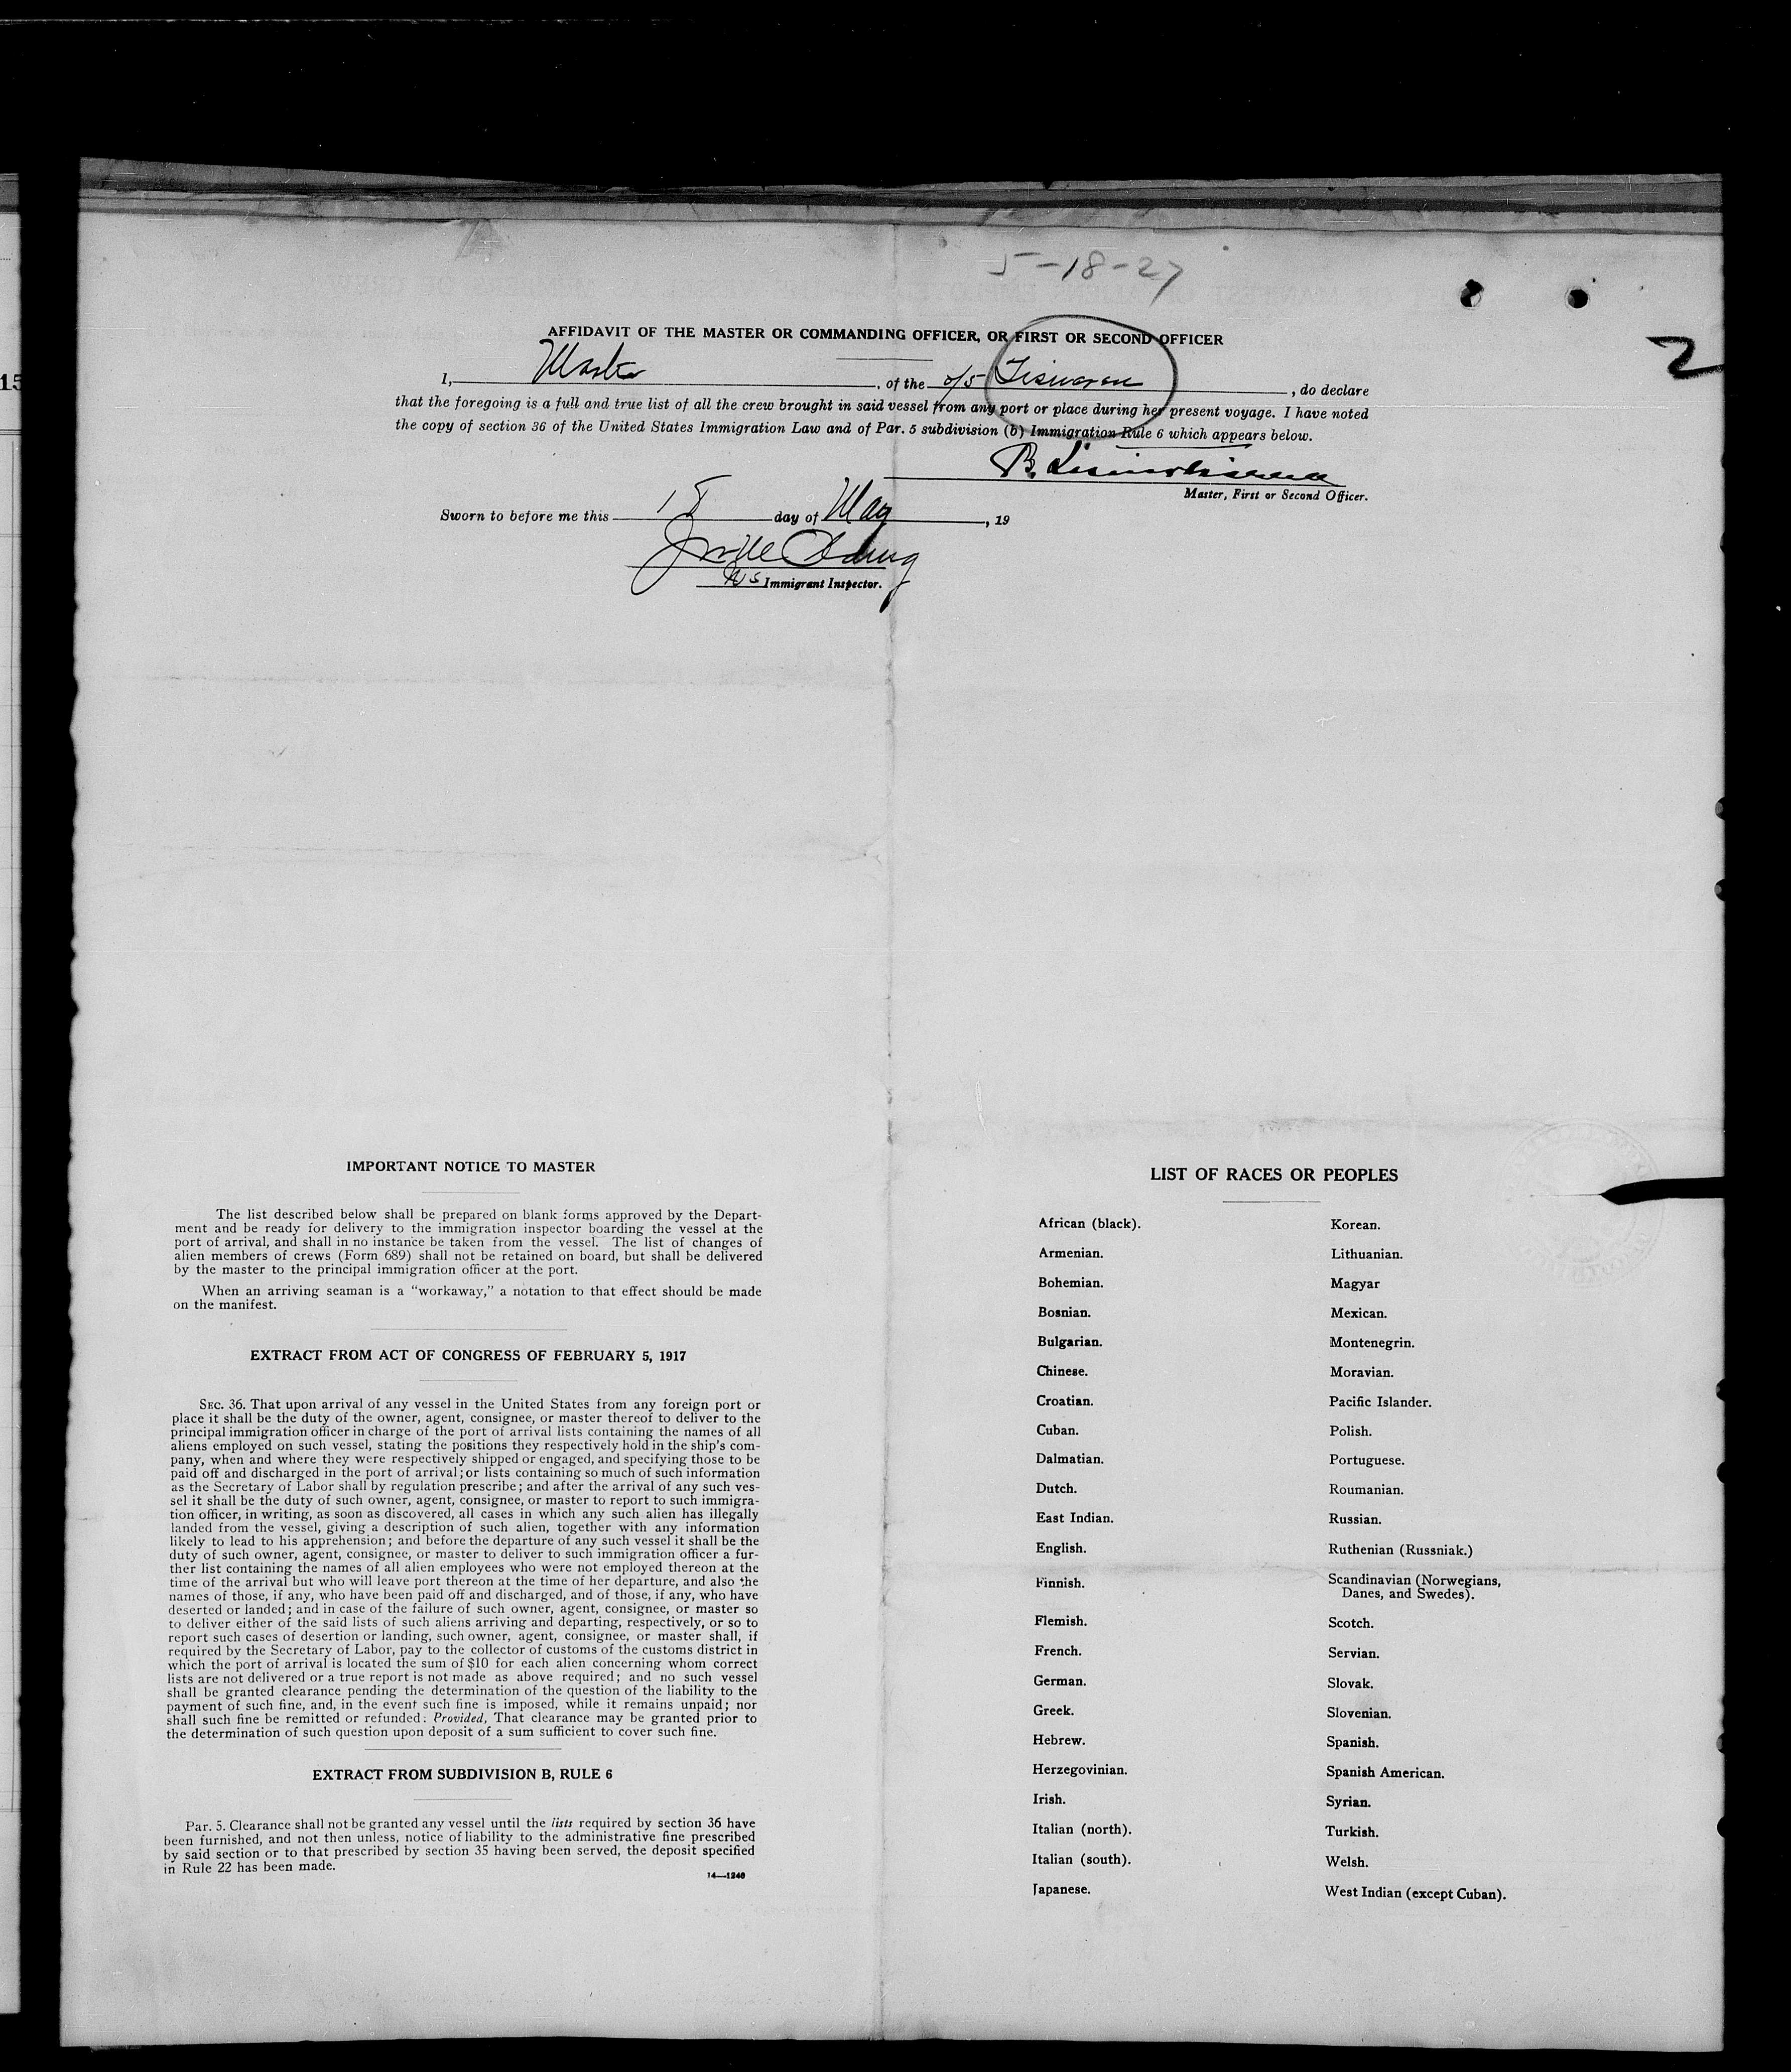 15
5-18-27
2
AFFIDAVIT OF THE MASTER OR COMMANDING OFFICER, OR FIRST OR SECOND OFFICER
I, Master, of the s/s Tisnaren, do declare
that the foregoing is a full and true list of all the crew brought in said vessel from any port or place during her present voyage. I have noted
the copy of section 36 of the United States Immigration Law and of Par. 5 subdivision (b) Immigration Rule 6 which appears below.
B.
Master, First or Second Officer.
Sworn to before me this day of May, 19
US Immigrant Inspector.
IMPORTANT NOTICE TO MASTER
The list described below shall be prepared on blank forms approved by the Depart-
ment and be ready for delivery to the immigration inspector boarding the vessel at the
port of arrival, and shall in no instance be taken from the vessel. The list of changes of
alien members of crews (Form 689) shall not be retained on board, but shall be delivered
by the master to the principal immigration officer at the port.
When an arriving seaman is a "workaway," a notation to that effect should be made
on the manifest.
EXTRACT FROM ACT OF CONGRESS OF FEBRUARY 5, 1917
SEC. 36. That upon arrival of any vessel in the United States from any foreign port or
place it shall be the duty of the owner, agent, consignee, or master thereof to deliver to the
principal immigration officer in charge of the port of arrival lists containing the names of all
aliens employed on such vessel, stating the positions they respectively hold in the ship's com-
pany, when and where they were respectively shipped or engaged, and specifying those to be
paid off and discharged in the port of arrival; or lists containing so much of such information
as the Secretary of Labor shall by regulation prescribe; and after the arrival of any such ves-
sel it shall be the duty of such owner, agent, consignee, or master to report to such immigra-
tion officer, in writing, as soon as discovered, all cases in which any such alien has illegally
landed from the vessel, giving a description of such alien, together with any information
likely to lead to his apprehension; and before the departure of any such vessel it shall be the
duty of such owner, agent, consignee, or master to deliver to such immigration officer a fur-
ther list containing the names of all alien employees who were not employed thereon at the
time of the arrival but who will leave port thereon at the time of her departure, and also the
names of those, if any, who have been paid off and discharged, and of those, if any, who have
deserted or landed; and in case of the failure of such owner, agent, consignee, or master so
to deliver either of the said lists of such aliens arriving and departing, respectively, or so to
report such cases of desertion or landing, such owner, agent, consignee, or master shall, if
required by the Secretary of Labor, pay to the collector of customs of the customs district in
which the port of arrival is located the sum of $10 for each alien concerning whom correct
lists are not delivered or a true report is not made as above required; and no such vessel
shall be granted clearance pending the determination of the question of the liability to the
payment of such fine, and, in the event such fine is imposed, while it remains unpaid; nor
shall such fine be remitted or refunded: Provided, That clearance may be granted prior to
the determination of such question upon deposit of a sum sufficient to cover such fine.
EXTRACT FROM SUBDIVISION B, RULE 6
Par. 5. Clearance shall not be granted any vessel until the lists required by section 36 have
been furnished, and not then unless, notice of liability to the administrative fine prescribed
by said section or to that prescribed by section 35 having been served, the deposit specified
in Rule 22 has been made.
14—1240
LIST OF RACES OR PEOPLES
African (black).
Armenian.
Bohemian.
Bosnian.
Bulgarian.
Chinese.
Croatian.
Cuban.
Dalmatian.
Dutch.
East Indian.
English.
Finnish.
Flemish.
French.
German.
Greek.
Hebrew.
Herzegovinian.
Irish.
Italian (north).
Italian (south).
Japanese.
Korean.
Lithuanian.
Magyar
Mexican.
Montenegrin.
Moravian.
Pacific Islander.
Polish.
Portuguese.
Roumanian.
Russian.
Ruthenian (Russniak.)
Scandinavian (Norwegians,
Danes, and Swedes).
Scotch.
Servian.
Slovak.
Slovenian.
Spanish.
Spanish American.
Syrian.
Turkish.
Welsh.
West Indian (except Cuban).